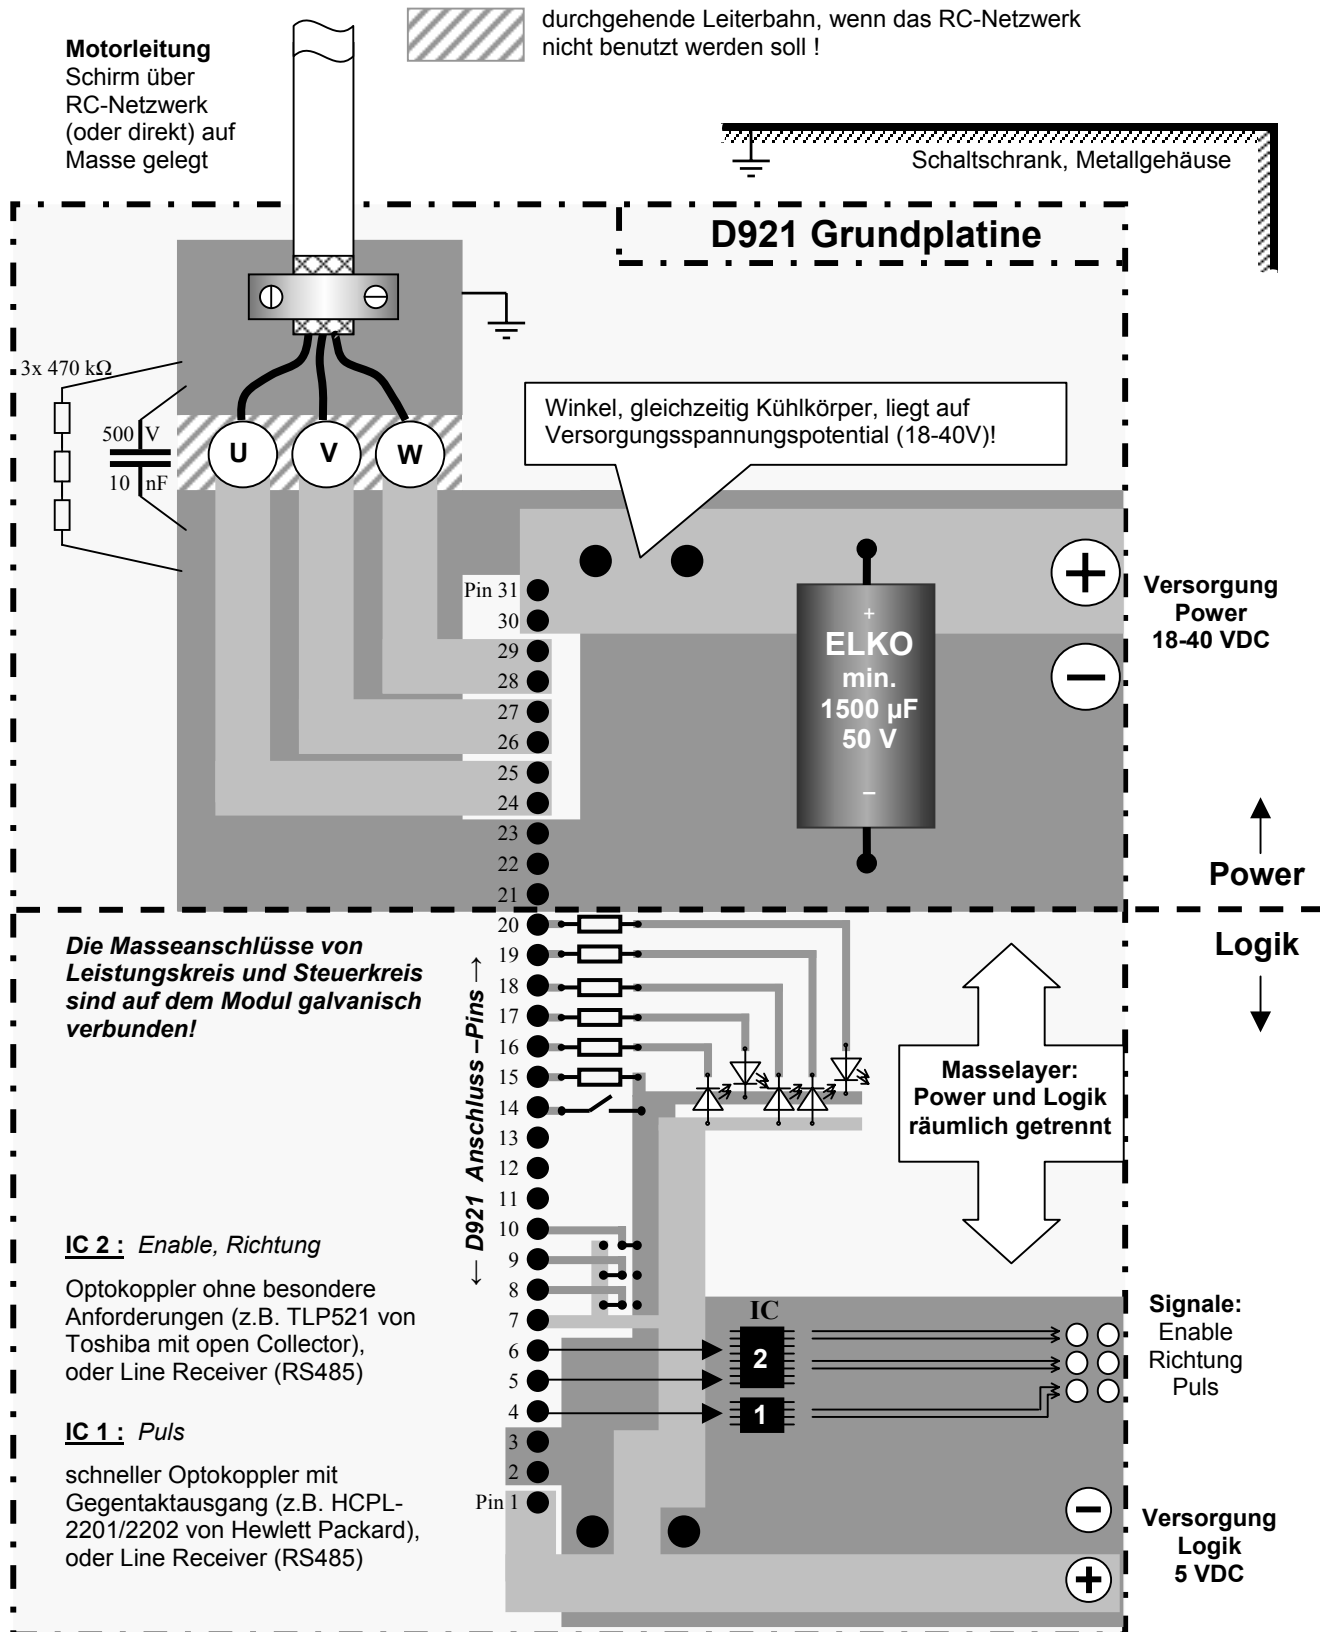 durchgehende Leiterbahn, wenn das RC-Netzwerk
nicht benutzt werden soll !
Motorleitung
Schirm über
RC-Netzwerk
(oder direkt) auf
Masse gelegt
Schaltschrank, Metallgehäuse
D921 Grundplatine
3x 470 kΩ
500 V
10 nF
U
V
W
Winkel, gleichzeitig Kühlkörper, liegt auf
Versorgungsspannungspotential (18-40V)!
+
−
Versorgung
Power
18-40 VDC
+
ELKO
min.
1500 µF
50 V
−
Pin 31
30
29
28
27
26
25
24
23
22
21
Power
Logik
20
19
18
17
16
15
14
13
12
11
10
9
8
7
6
5
4
3
2
Pin 1
Die Masseanschlüsse von
Leistungskreis und Steuerkreis
sind auf dem Modul galvanisch
verbunden!
← D921 Anschluss –Pins →
Masselayer:
Power und Logik
räumlich getrennt
IC 2 : Enable, Richtung
Optokoppler ohne besondere
Anforderungen (z.B. TLP521 von
Toshiba mit open Collector),
oder Line Receiver (RS485)
IC 1 : Puls
schneller Optokoppler mit
Gegentaktausgang (z.B. HCPL-
2201/2202 von Hewlett Packard),
oder Line Receiver (RS485)
IC
2
1
Signale:
Enable
Richtung
Puls
−
+
Versorgung
Logik
5 VDC